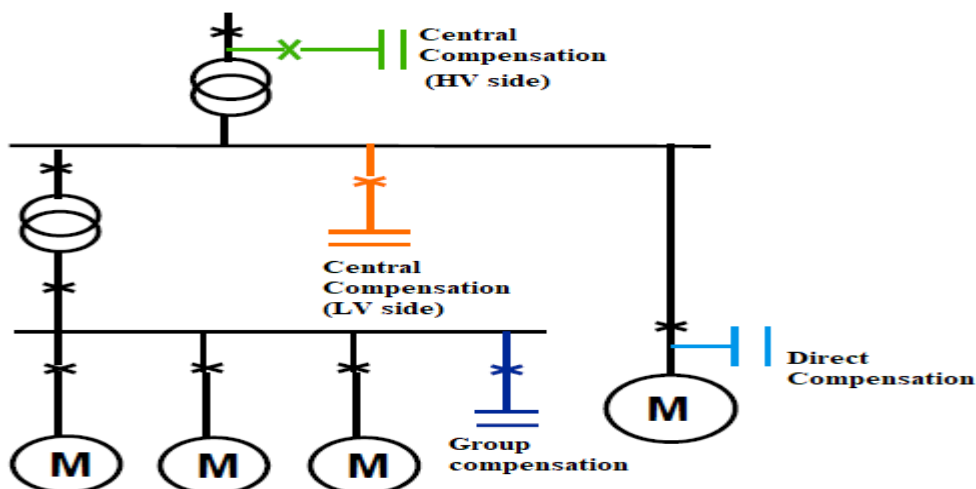 Central
Compensation
(HV side)
Central
Compensation
(LV side)
Direct
Compensation
M
Group
compensation
M
M
M